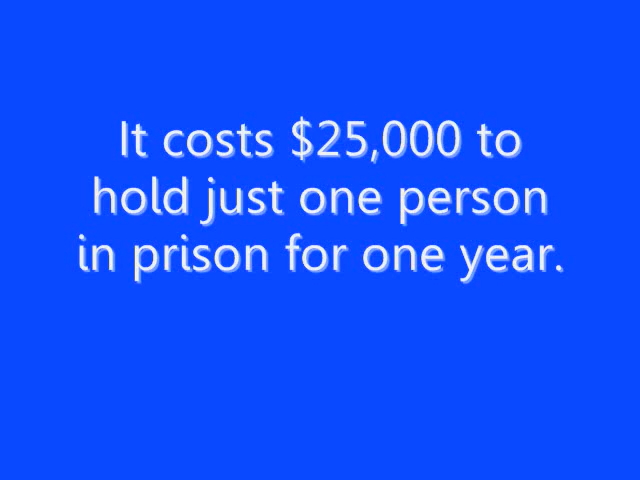 It costs $25,000 to
hold just one person
in prison for one year.